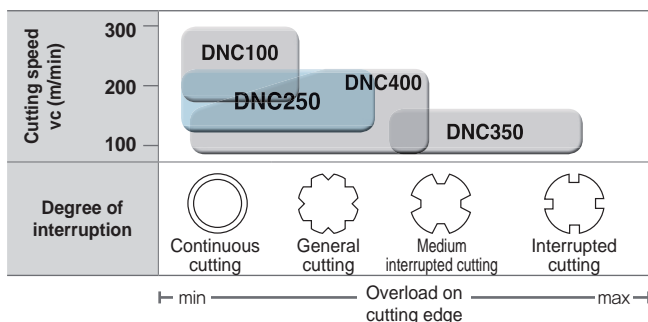 Cutting speed
vc (m/min)
300
200
100
DNC100
DNC400
DNC250
DNC350
Degree of
interruption
Continuous
cutting
General
cutting
Medium
interrupted cutting
Interrupted
cutting
min
Overload on
cutting edge
max